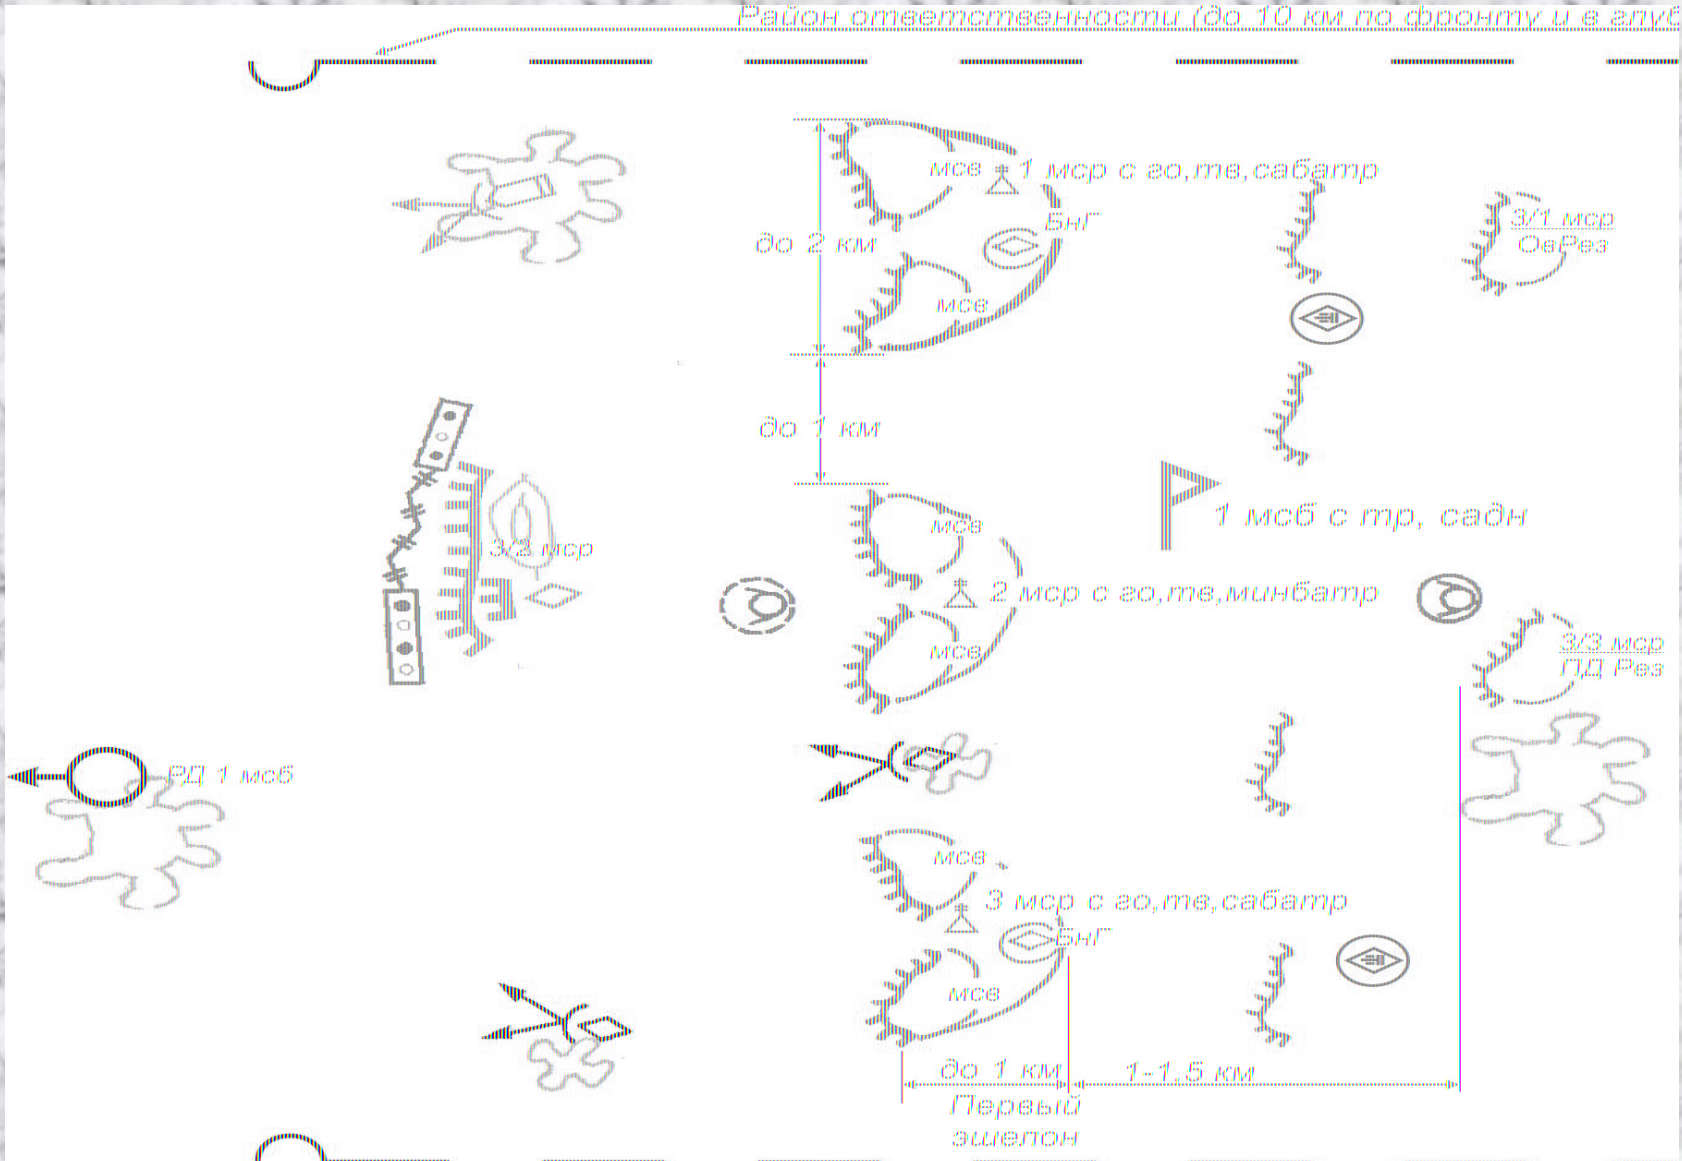 Район ответственности (до 10 км по фронту и в глуб
мсв
1 мср с го,тв,сабатр
БНГ
до 2 км
мсв
3/1 мср
ОвРез
до 1 км
мсв
1 мсб с тр, садн
3/2 мср
2 мср с го,тв,минбатр
мсв
3/3 мср
ПД Рез
РД 1 мсб
мсв
3 мср с го,тв,сабатр
БНГ
мсв
до 1 км
1-1,5 км
Первый
эшелон